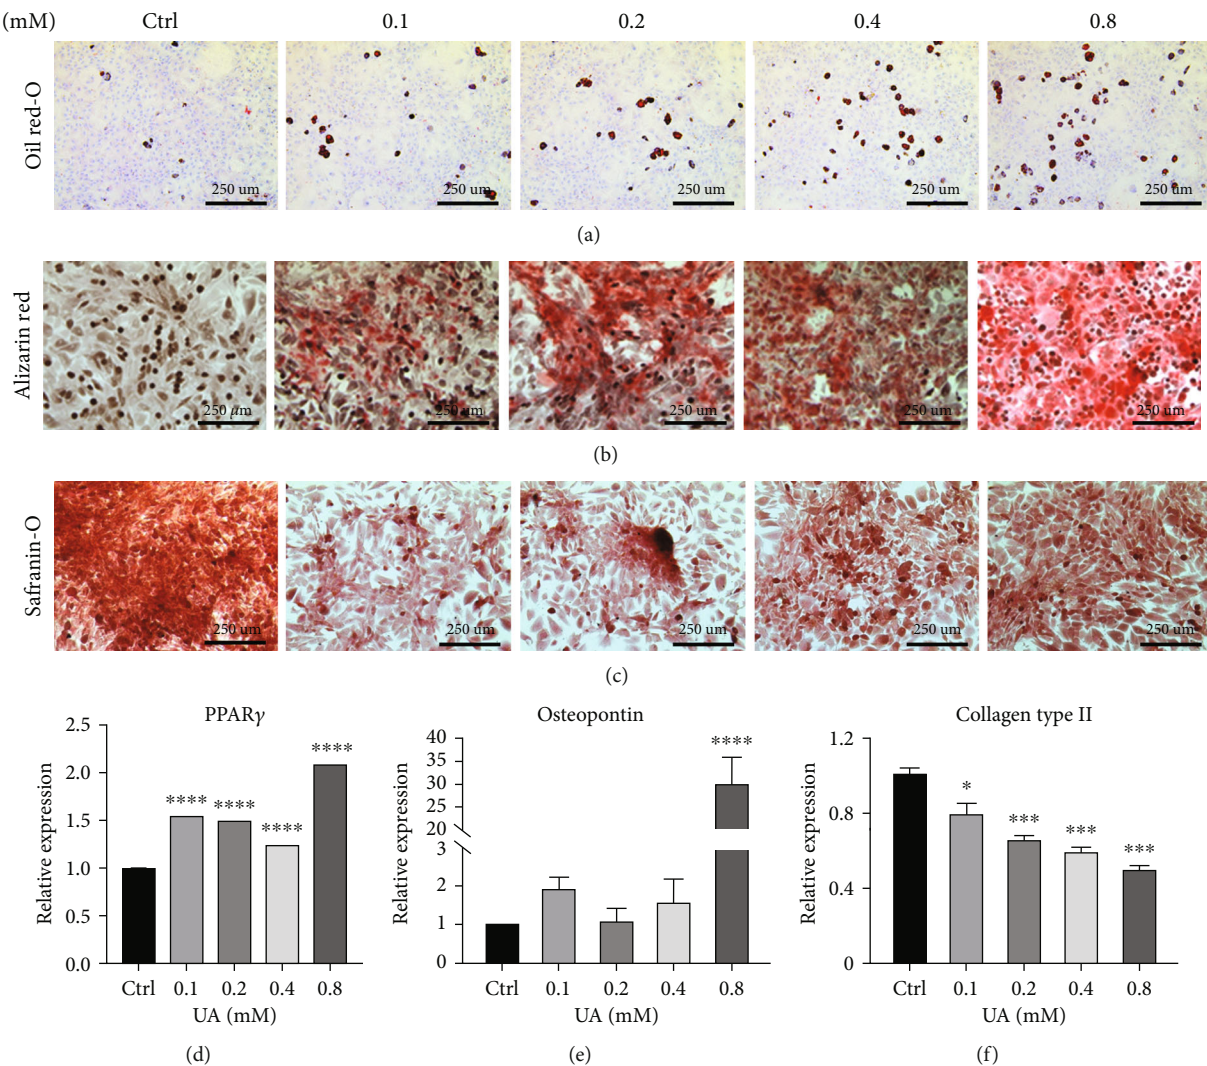 (mM) Ctrl 0.1 0.2 0.4 0.8
Oil red-O
250 um 250 um 250 um 250 um 250 um
(a)
Alizarin red
250 µm 250 um 250 um 250 um 250 um
(b)
Safranin-O
250 um 250 um 250 um 250 um 250 um
(c)
PPARγ
Relative expression
2.5
2.0
1.5
1.0
0.5
0.0
**** **** **** ****
Ctrl 0.1 0.2 0.4 0.8
UA (mM)
(d)
Osteopontin
Relative expression
40
35
30
25
20
3
2
1
0
****
Ctrl 0.1 0.2 0.4 0.8
UA (mM)
(e)
Collagen type II
Relative expression
1.2
0.8
0.4
0
* *** *** ***
Ctrl 0.1 0.2 0.4 0.8
UA (mM)
(f)